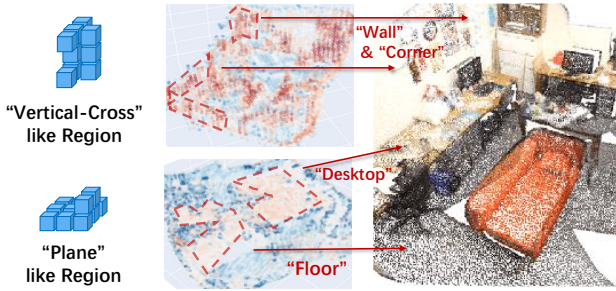 “Vertical-Cross”
like Region
“Wall”
& “Corner”
“Plane”
like Region
“Desktop”
“Floor”